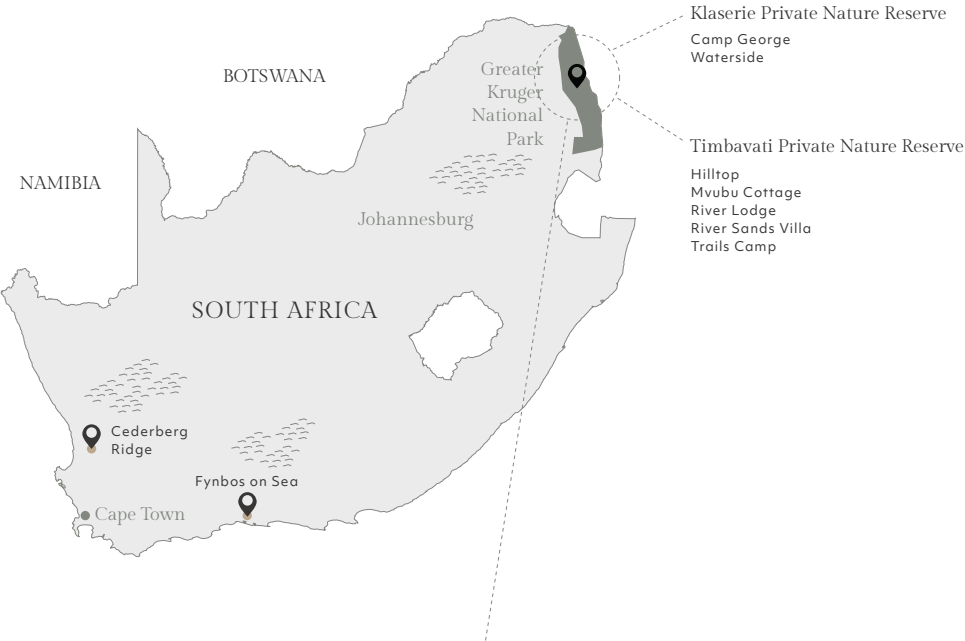 Klaserie Private Nature Reserve
Camp George
Waterside
BOTSWANA
Greater
Kruger
National
Park
Timbavati Private Nature Reserve
Hilltop
Mvubu Cottage
River Lodge
River Sands Villa
Trails Camp
NAMIBIA
Johannesburg
SOUTH AFRICA
Cederberg
Ridge
Fynbos on Sea
Cape Town